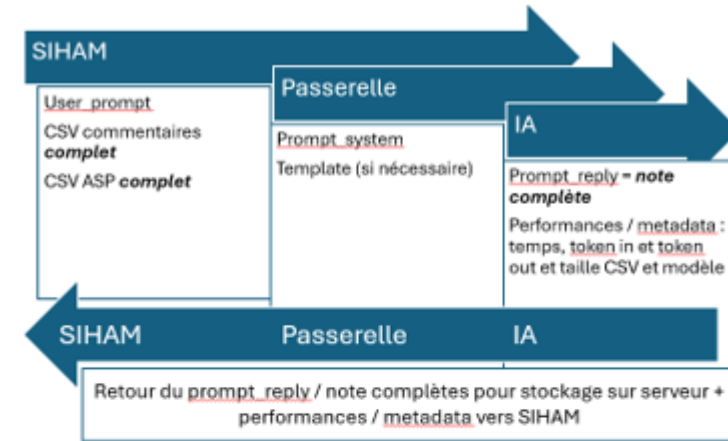 SIHAM
User_prompt
CSV commentaires
complet
CSV ASP complet
Passerelle
Prompt_system
Template (si nécessaire)
IA
Prompt_reply = note
complète
Performances / metadata :
temps, token in et token
out et taille CSV et modèle
SIHAM Passerelle IA
Retour du prompt_reply / note complètes pour stockage sur serveur +
performances / metadata vers SIHAM